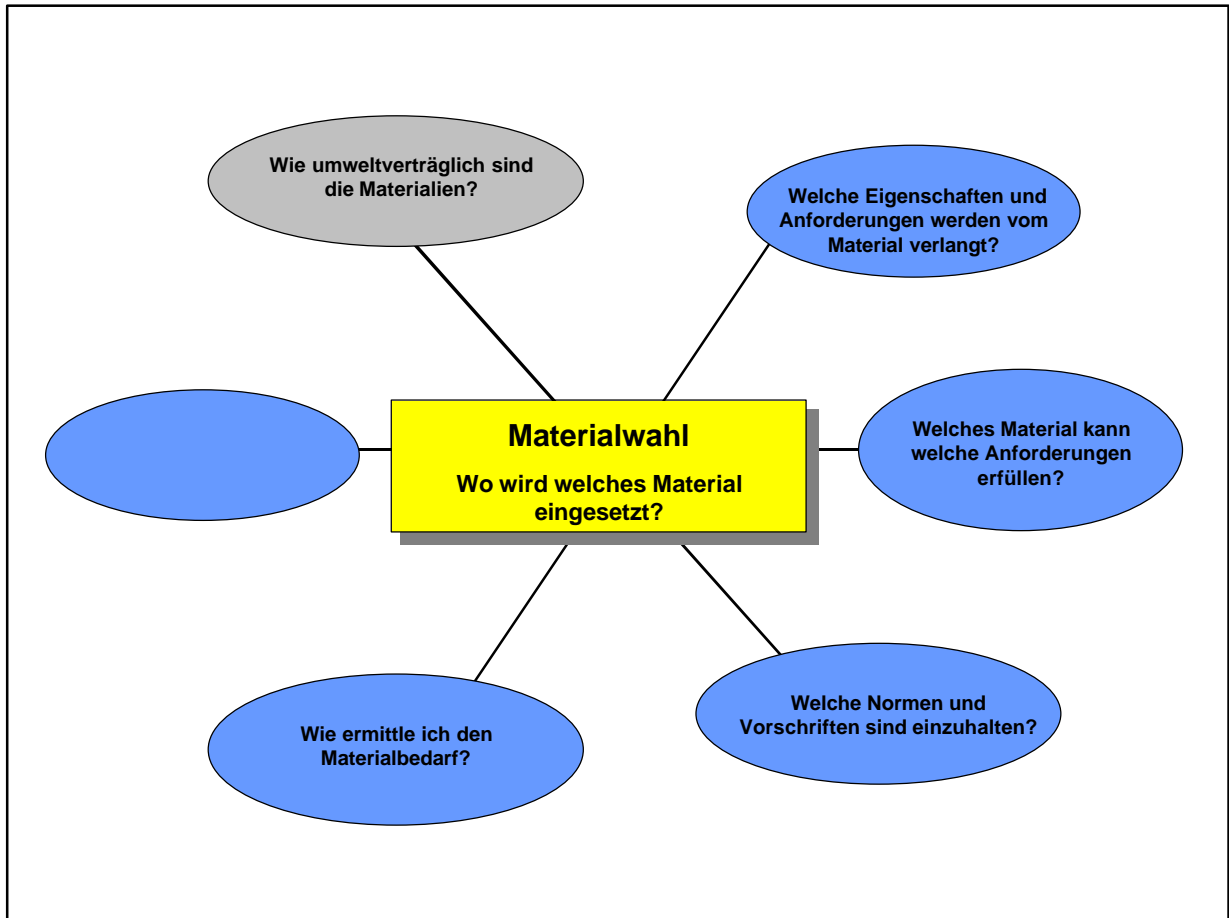 Wie umweltverträglich sind
die Materialien?
Welche Eigenschaften und
Anforderungen werden vom
Material verlangt?
Materialwahl
Wo wird welches Material
eingesetzt?
Welches Material kann
welche Anforderungen
erfüllen?
Wie ermittle ich den
Materialbedarf?
Welche Normen und
Vorschriften sind einzuhalten?